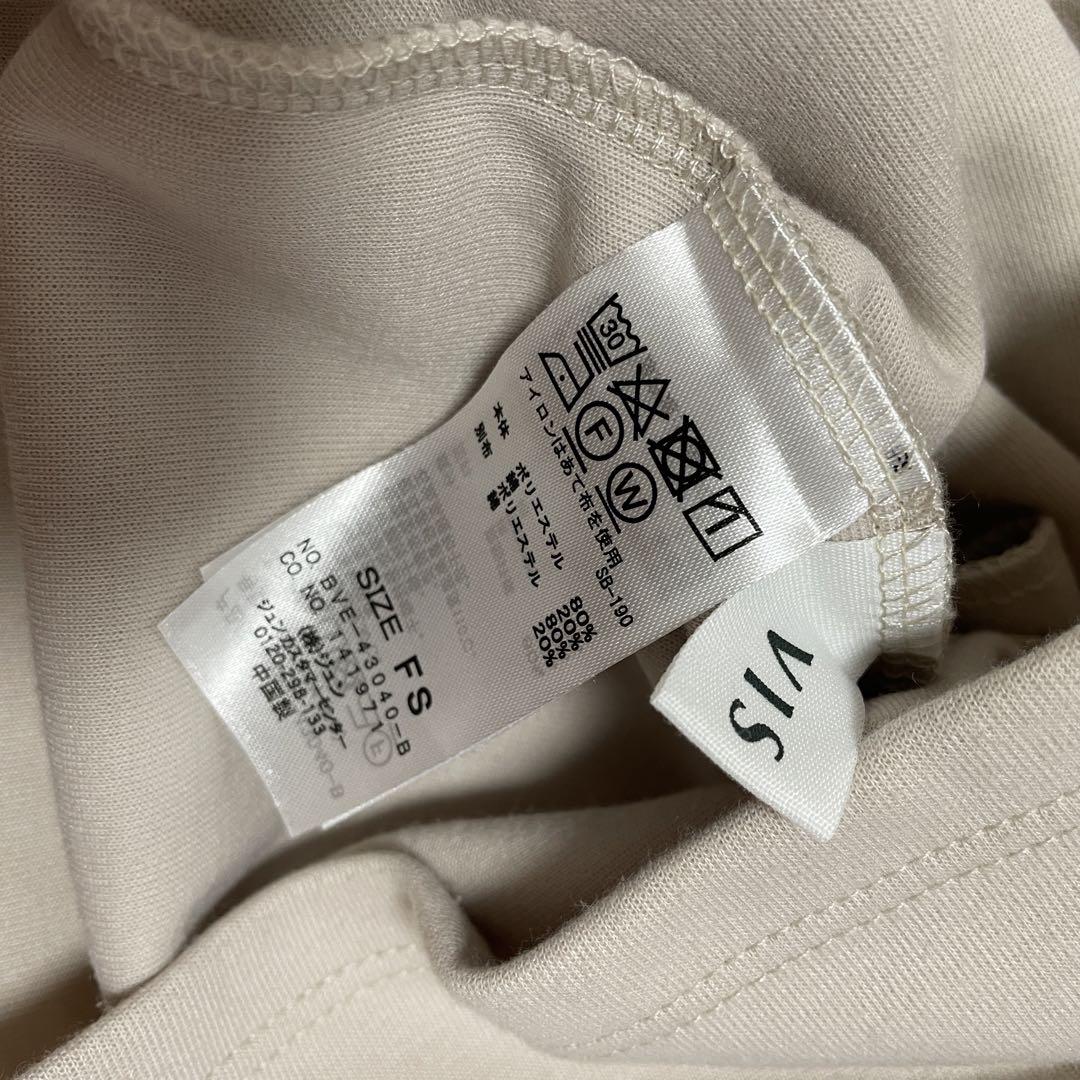 30
F
W
アイロンはあて布を使用 SB-190
本体 ポリエステル 80%
綿 20%
別布 ポリエステル 80%
綿 20%
SIZE FS
NO BVE-43040-B
CO. NO. 1411971
(株)ジュン
ジュンカスタマーセンター
0120-298-133
中国製
VIS